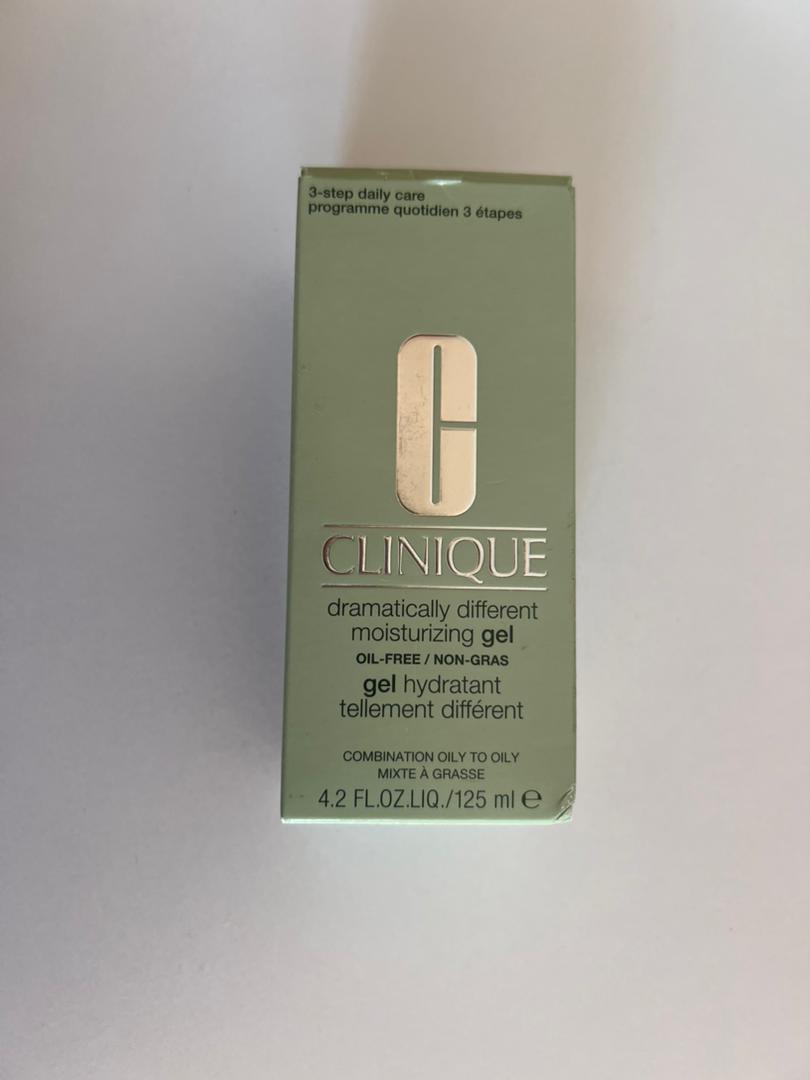 3-step daily care
programme quotidien 3 étapes
C
CLINIQUE
dramatically different
moisturizing gel
OIL-FREE / NON-GRAS
gel hydratant
tellement différent
COMBINATION OILY TO OILY
MIXTE À GRASSE
4.2 FL.OZ.LIQ./125 ml ℮